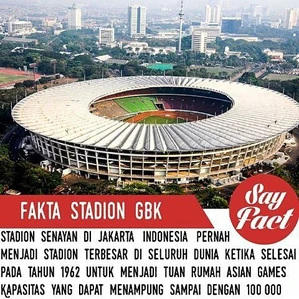 FAKTA STADION GBK
Say
Fact
STADION SENAYAN DI JAKARTA INDONESIA PERNAH
MENJADI STADION TERBESAR DI SELURUH DUNIA KETIKA SELESAI
PADA TAHUN 1962 UNTUK MENJADI TUAN RUMAH ASIAN GAMES
KAPASITAS YANG DAPAT MENAMPUNG SAMPAI DENGAN 100 000